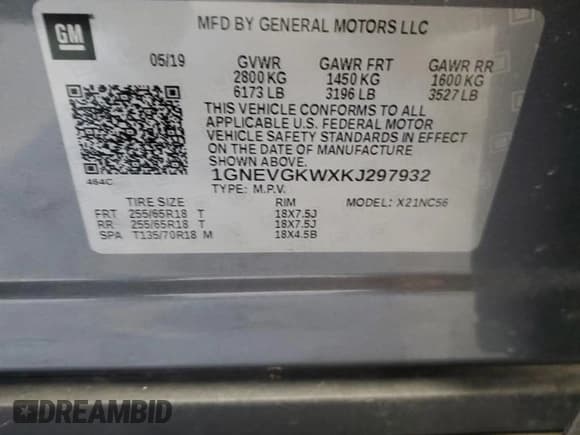 GM
MFD BY GENERAL MOTORS LLC
05/19 GVWR GAWR FRT GAWR RR
2800 KG 1450 KG 1600 KG
6173 LB 3196 LB 3527 LB
THIS VEHICLE CONFORMS TO ALL
APPLICABLE U.S. FEDERAL MOTOR
VEHICLE SAFETY STANDARDS IN EFFECT
ON THE DATE OF MANUFACTURE
SHOWN ABOVE.
464C 1GNEVGKWXKJ297932
TYPE: M.P.V. MODEL: X21NC56
TIRE SIZE RIM
FRT 255/65R18 T 18X7.5J
RR 255/65R18 T 18X7.5J
SPA T135/70R18 M 18X4.5B
DREAMBID